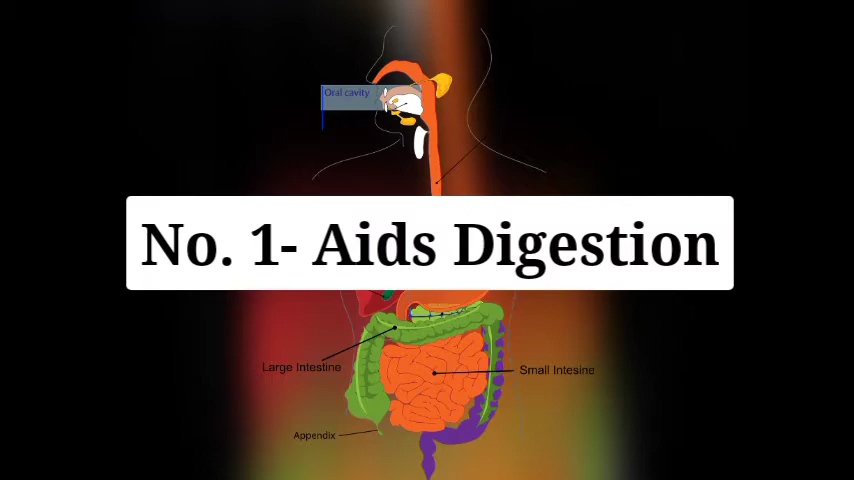 Oral cavity
No. 1- Aids Digestion
Large Intestine
Small Intesine
Appendix